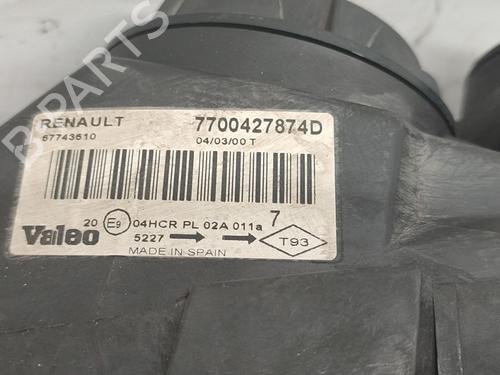 B-PARTS
RENAULT 7700427874D
67743610 04/03/00 T
20 E9 04HCR PL 02A 011a 7
Valeo 5227 T93
MADE IN SPAIN